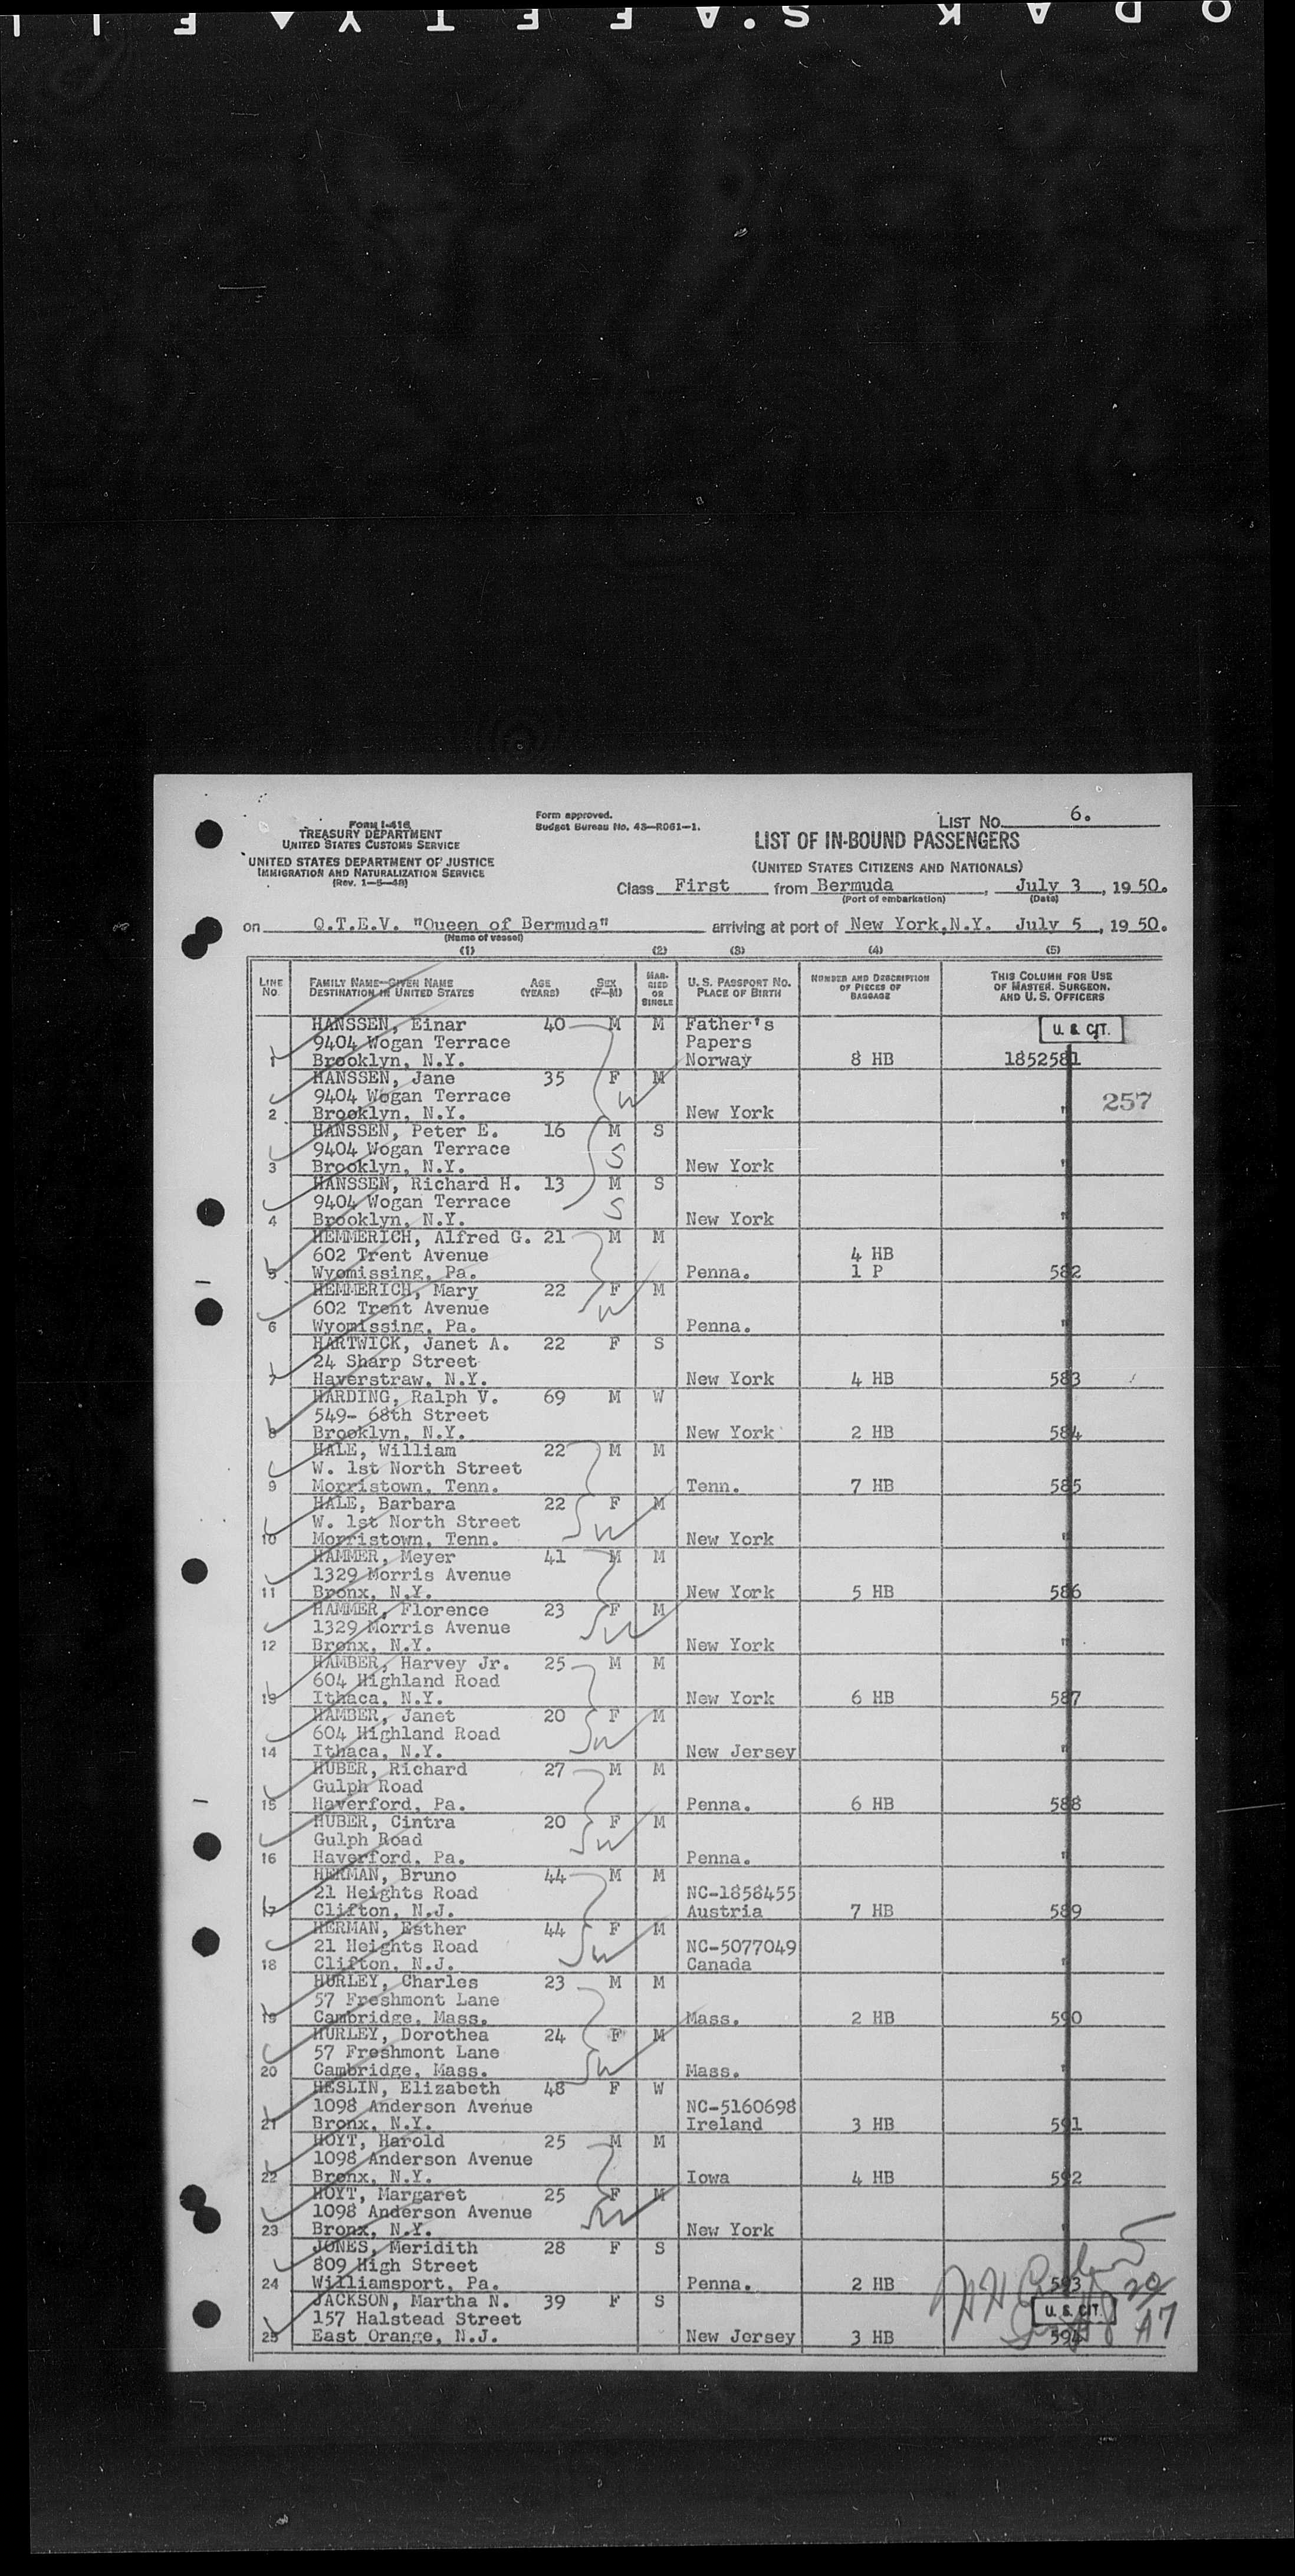 KODAK S.A.F.E.T.Y. FIL
Form I-416
TREASURY DEPARTMENT
UNITED STATES CUSTOMS SERVICE
UNITED STATES DEPARTMENT OF JUSTICE
IMMIGRATION AND NATURALIZATION SERVICE
(Rev. 1-5-48)
Form approved.
Budget Bureau No. 43-R061-1.
LIST NO. 6.
LIST OF IN-BOUND PASSENGERS
(UNITED STATES CITIZENS AND NATIONALS)
Class First from Bermuda, July 3, 1950.
(Port of embarkation) (Date)
on Q.T.E.V. "Queen of Bermuda" arriving at port of New York,N.Y. July 5, 1950.
(Name of vessel)
(1) (2) (3) (4) (5)
LINE NO. FAMILY NAME—GIVEN NAME DESTINATION IN UNITED STATES AGE (YEARS) SEX (F-M) MARRIED OR SINGLE U. S. PASSPORT NO. PLACE OF BIRTH NUMBER AND DESCRIPTION OF PIECES OF BAGGAGE THIS COLUMN FOR USE OF MASTER, SURGEON, AND U. S. OFFICERS
HANSSEN, Einar 40 M M Father's U. S. CIT.
9404 Wogan Terrace Papers
1 Brooklyn, N.Y. Norway 8 HB 1852581
HANSSEN, Jane 35 F M
9404 Wogan Terrace W 257
2 Brooklyn, N.Y. New York "
HANSSEN, Peter E. 16 M S
9404 Wogan Terrace S
3 Brooklyn, N.Y. New York "
HANSSEN, Richard H. 13 M S
9404 Wogan Terrace S
4 Brooklyn, N.Y. New York "
HEMMERICH, Alfred G. 21 M M
602 Trent Avenue 4 HB
5 Wyomissing, Pa. Penna. 1 P 582
HEMMERICH, Mary 22 F M
602 Trent Avenue W
6 Wyomissing, Pa. Penna. "
HARTWICK, Janet A. 22 F S
24 Sharp Street
7 Haverstraw, N.Y. New York 4 HB 583
HARDING, Ralph V. 69 M W
549- 68th Street
8 Brooklyn, N.Y. New York 2 HB 584
HALE, William 22 M M
W. 1st North Street
9 Morristown, Tenn. Tenn. 7 HB 585
HALE, Barbara 22 F M
W. 1st North Street W
10 Morristown, Tenn. New York "
HAMMER, Meyer 41 M M
1329 Morris Avenue
11 Bronx, N.Y. New York 5 HB 586
HAMMER, Florence 23 F M
1329 Morris Avenue W
12 Bronx, N.Y. New York "
HAMBER, Harvey Jr. 25 M M
604 Highland Road
13 Ithaca, N.Y. New York 6 HB 587
HAMBER, Janet 20 F M
604 Highland Road W
14 Ithaca, N.Y. New Jersey "
HUBER, Richard 27 M M
Gulph Road
15 Haverford, Pa. Penna. 6 HB 588
HUBER, Cintra 20 F M
Gulph Road W
16 Haverford, Pa. Penna. "
HERMAN, Bruno 44 M M
21 Heights Road NC-1858455
17 Clifton, N.J. Austria 7 HB 589
HERMAN, Esther 44 F M
21 Heights Road W NC-5077049
18 Clifton, N.J. Canada "
HURLEY, Charles 23 M M
57 Freshmont Lane
19 Cambridge, Mass. Mass. 2 HB 590
HURLEY, Dorothea 24 F M
57 Freshmont Lane W
20 Cambridge, Mass. Mass. "
HESLIN, Elizabeth 48 F W
1098 Anderson Avenue NC-5160698
21 Bronx, N.Y. Ireland 3 HB 591
HOYT, Harold 25 M M
1098 Anderson Avenue
22 Bronx, N.Y. Iowa 4 HB 592
HOYT, Margaret 25 F M
1098 Anderson Avenue W
23 Bronx, N.Y. New York "
JONES, Meridith 28 F S
809 High Street
24 Williamsport, Pa. Penna. 2 HB 593
JACKSON, Martha N. 39 F S U. S. CIT.
157 Halstead Street A7
25 East Orange, N.J. New Jersey 3 HB 594